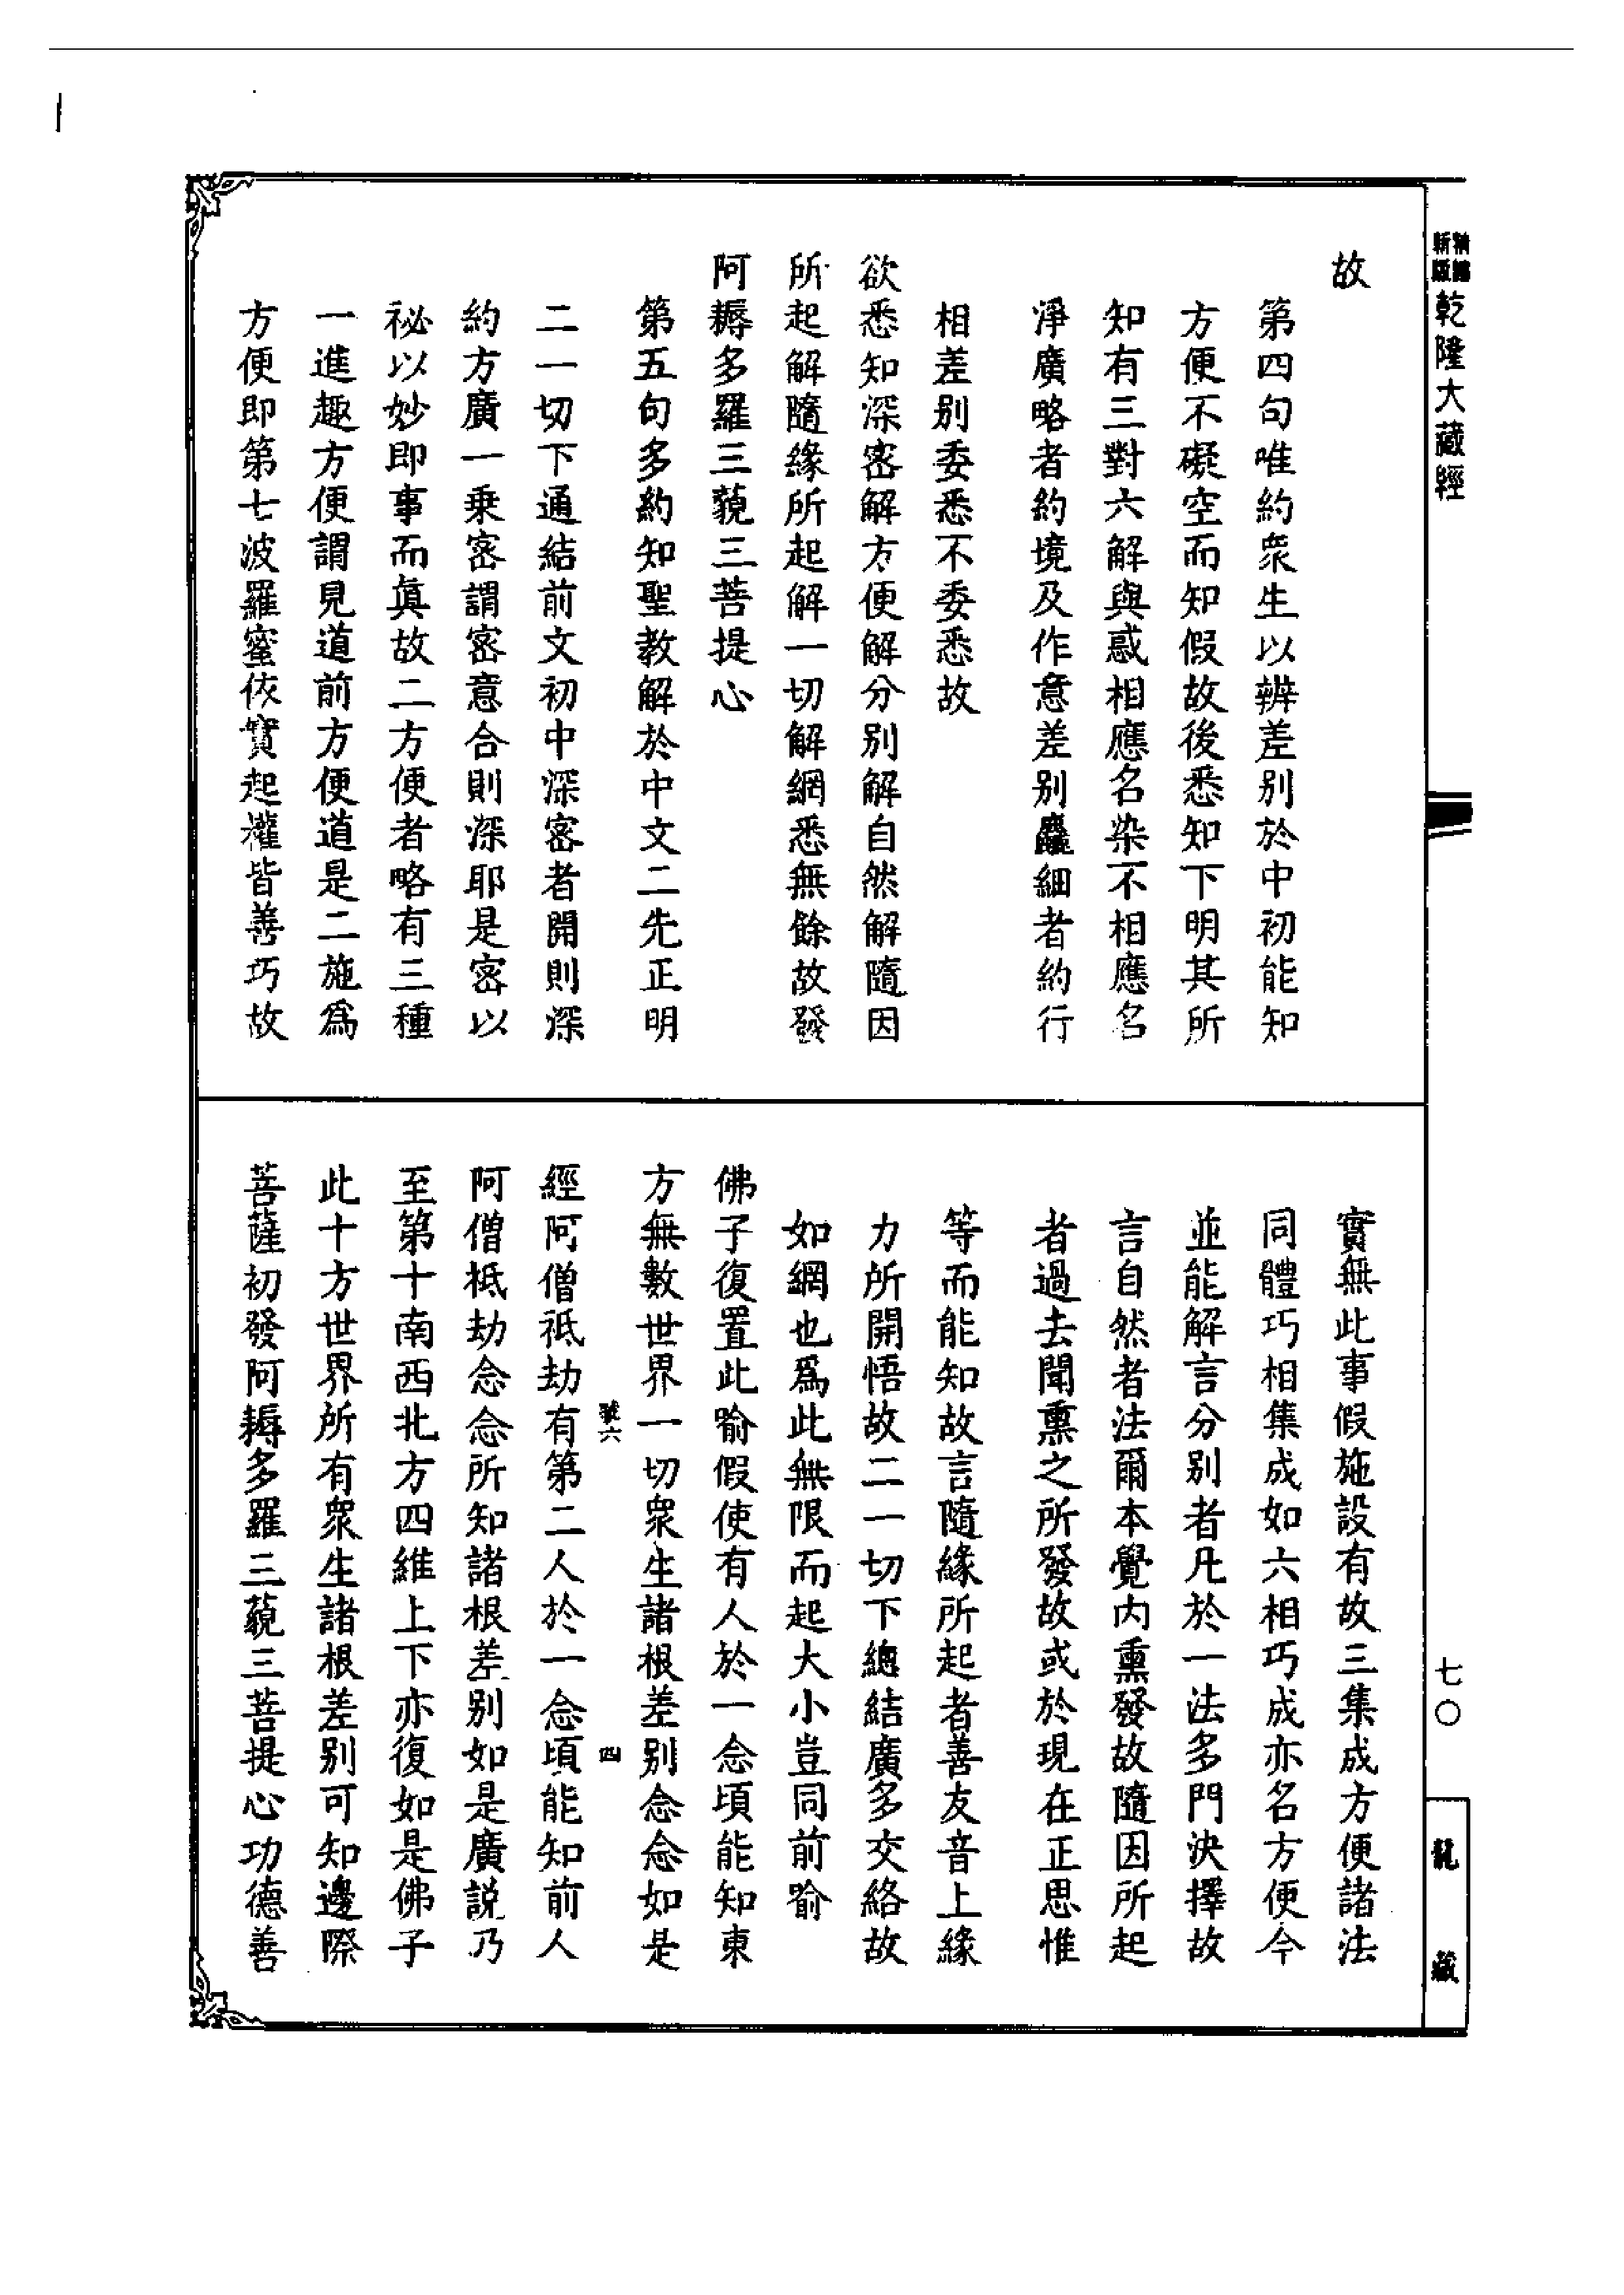 精編
新版
乾隆大藏經
故
第四句唯約衆生以辨差别於中初能知
方便不礙空而知假故後悉知下明其所
知有三對六解與惑相應名染不相應名
淨廣略者約境及作意差别麤細者約行
相差别委悉不委悉故
欲悉知深密解方便解分别解自然解隨因
所起解隨緣所起解一切解網悉無餘故發
阿耨多羅三藐三菩提心
第五句多約知聖教解於中文二先正明
二一切下通結前文初中深密者開則深
約方廣一乗密謂密意合則深耶是密以
祕以妙即事而眞故二方便者略有三種
一進趣方便謂見道前方便道是二施爲
方便即第七波羅蜜依實起權皆善巧故
實無此事假施設有故三集成方便諸法
同體巧相集成如六相巧成亦名方便今
並能解言分别者凡於一法多門決擇故
言自然者法爾本覺内熏發故隨因所起
者過去聞熏之所發故或於現在正思惟
等而能知故言隨緣所起者善友音上緣
力所開悟故二一切下總結廣多交絡故
如網也爲此無限而起大小豈同前喻
佛子復置此喻假使有人於一念頃能知東
方無數世界一切衆生諸根差别念念如是
號六 四
經阿僧祇劫有第二人於一念頃能知前人
阿僧祇劫念念所知諸根差别如是廣説乃
至第十南西北方四維上下亦復如是佛子
此十方世界所有衆生諸根差别可知邊際
菩薩初發阿耨多羅三藐三菩提心功德善
七〇
龍藏